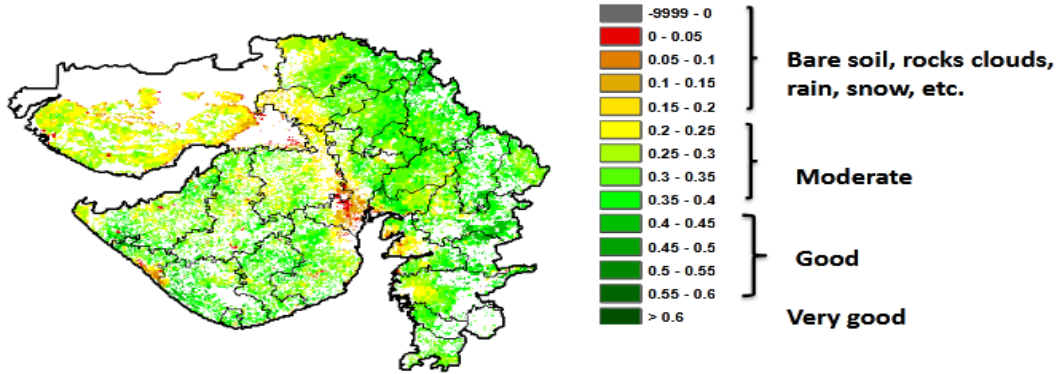 -9999 - 0
0 - 0.05
0.05 - 0.1
0.1 - 0.15
0.15 - 0.2
0.2 - 0.25
0.25 - 0.3
0.3 - 0.35
0.35 - 0.4
0.4 - 0.45
0.45 - 0.5
0.5 - 0.55
0.55 - 0.6
> 0.6
Bare soil, rocks clouds,
rain, snow, etc.
Moderate
Good
Very good